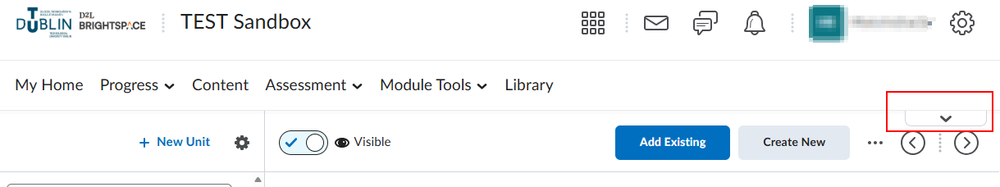 TU DUBLIN D2L BRIGHTSPACE TEST Sandbox
My Home Progress Content Assessment Module Tools Library
+ New Unit Visible Add Existing Create New ...